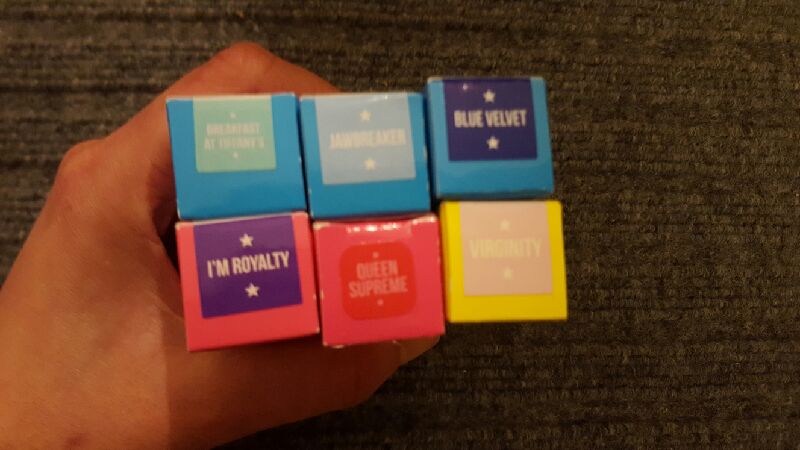 BREAKFAST
AT TIFFANY'S
JAWBREAKER
BLUE VELVET
I'M ROYALTY
QUEEN
SUPREME
VIRGINITY